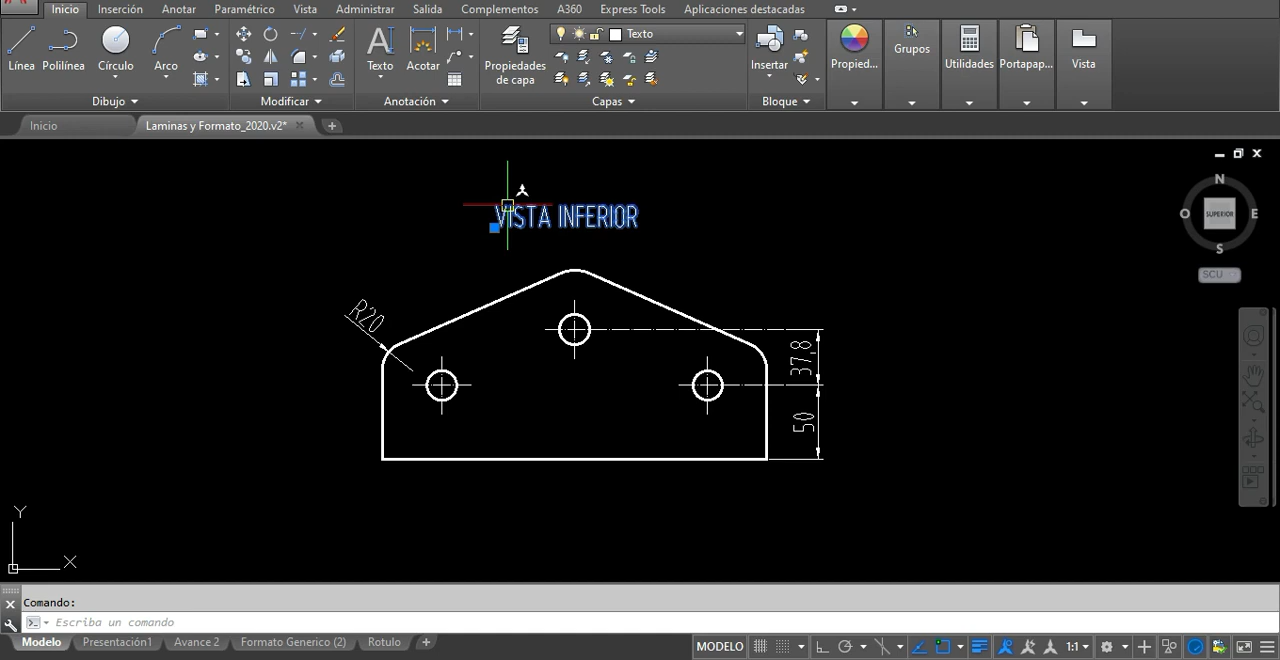 Inicio Inserción Anotar Paramétrico Vista Administrar Salida Complementos A360 Express Tools Aplicaciones destacadas
Línea Polilínea Círculo Arco
Texto Acotar
Propiedades de capa
Texto
Insertar
Propied...
Grupos
Utilidades
Portapap...
Vista
Dibujo Modificar Anotación Capas Bloque
Inicio Laminas y Formato_2020.v2*
VISTA INFERIOR
R20
37,8
50
N
O SUPERIOR E
S
SCU
Y
X
Comando:
Escriba un comando
Modelo Presentación1 Avance 2 Formato Generico (2) Rotulo
MODELO 1:1